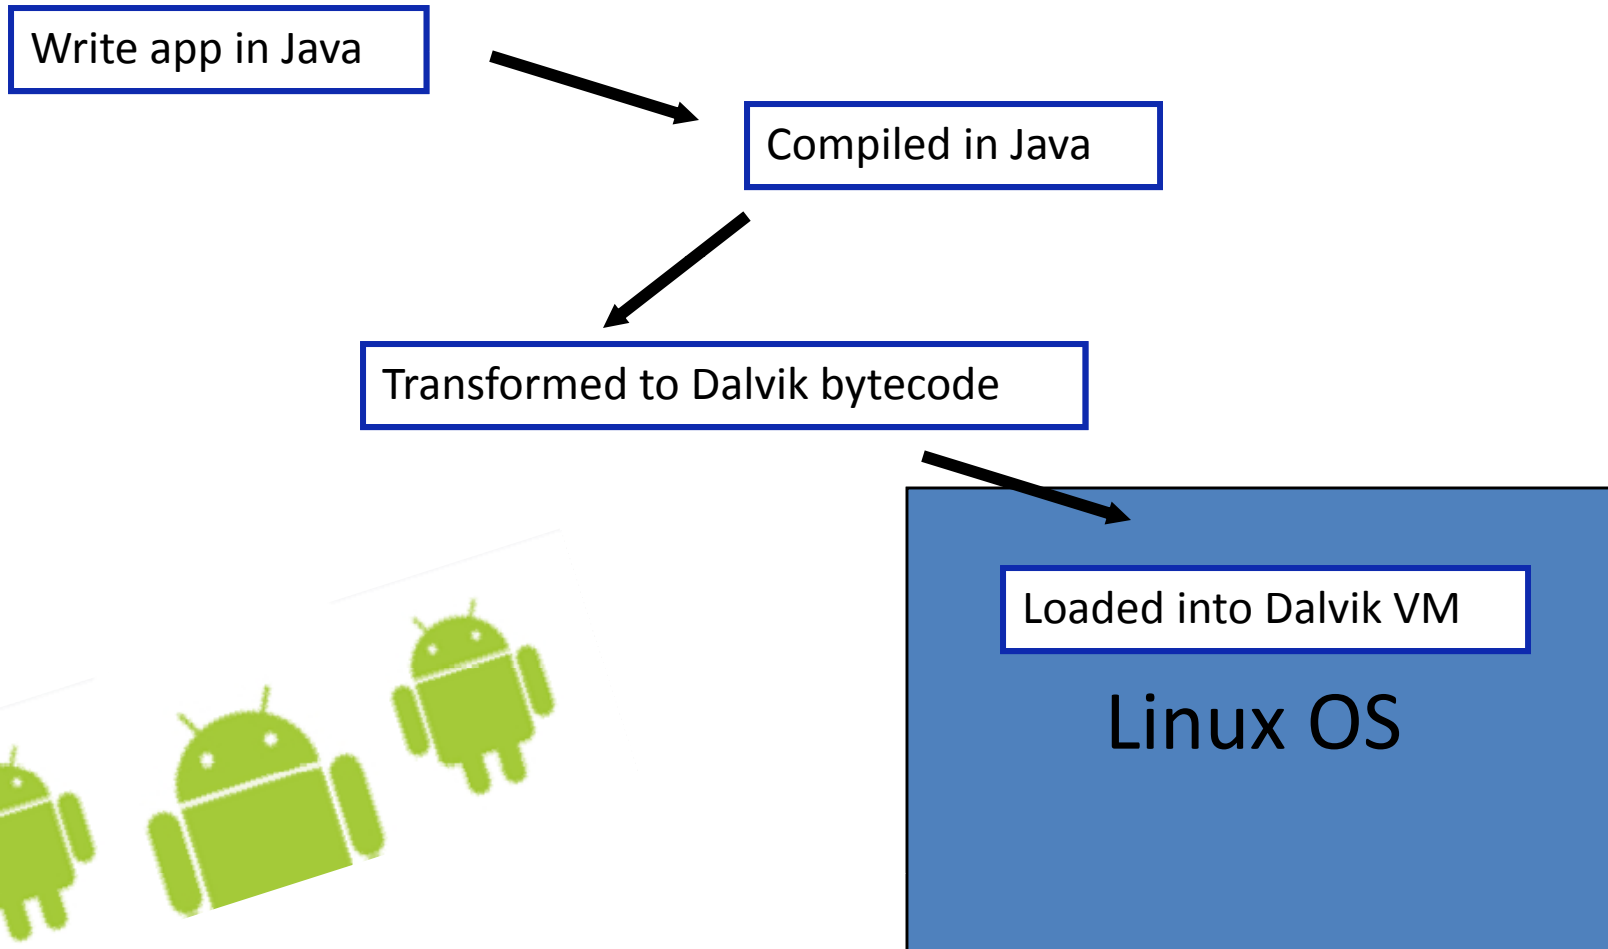 Write app in Java
Compiled in Java
Transformed to Dalvik bytecode
Loaded into Dalvik VM
Linux OS